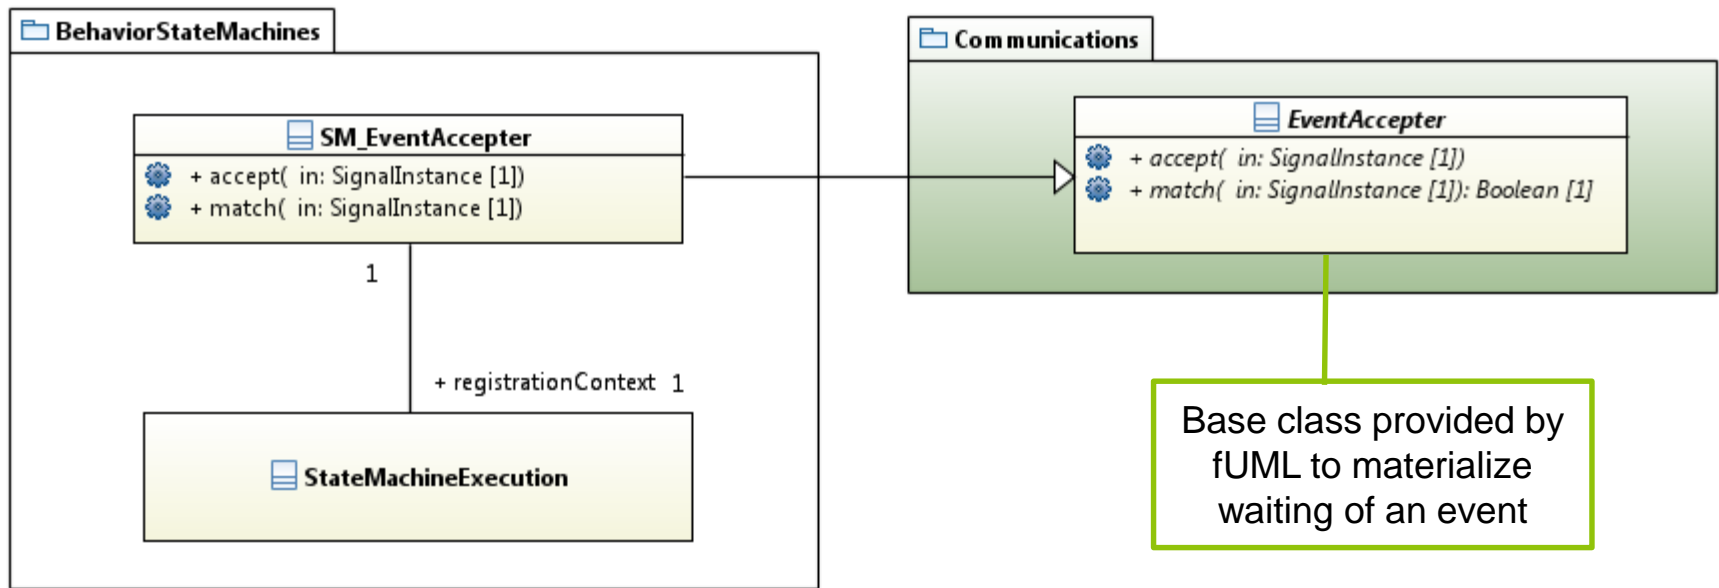 BehaviorStateMachines
SM_EventAccepter
+ accept( in: SignalInstance [1])
+ match( in: SignalInstance [1])
1
+ registrationContext 1
StateMachineExecution
Communications
EventAccepter
+ accept( in: SignalInstance [1])
+ match( in: SignalInstance [1]): Boolean [1]
Base class provided by
fUML to materialize
waiting of an event